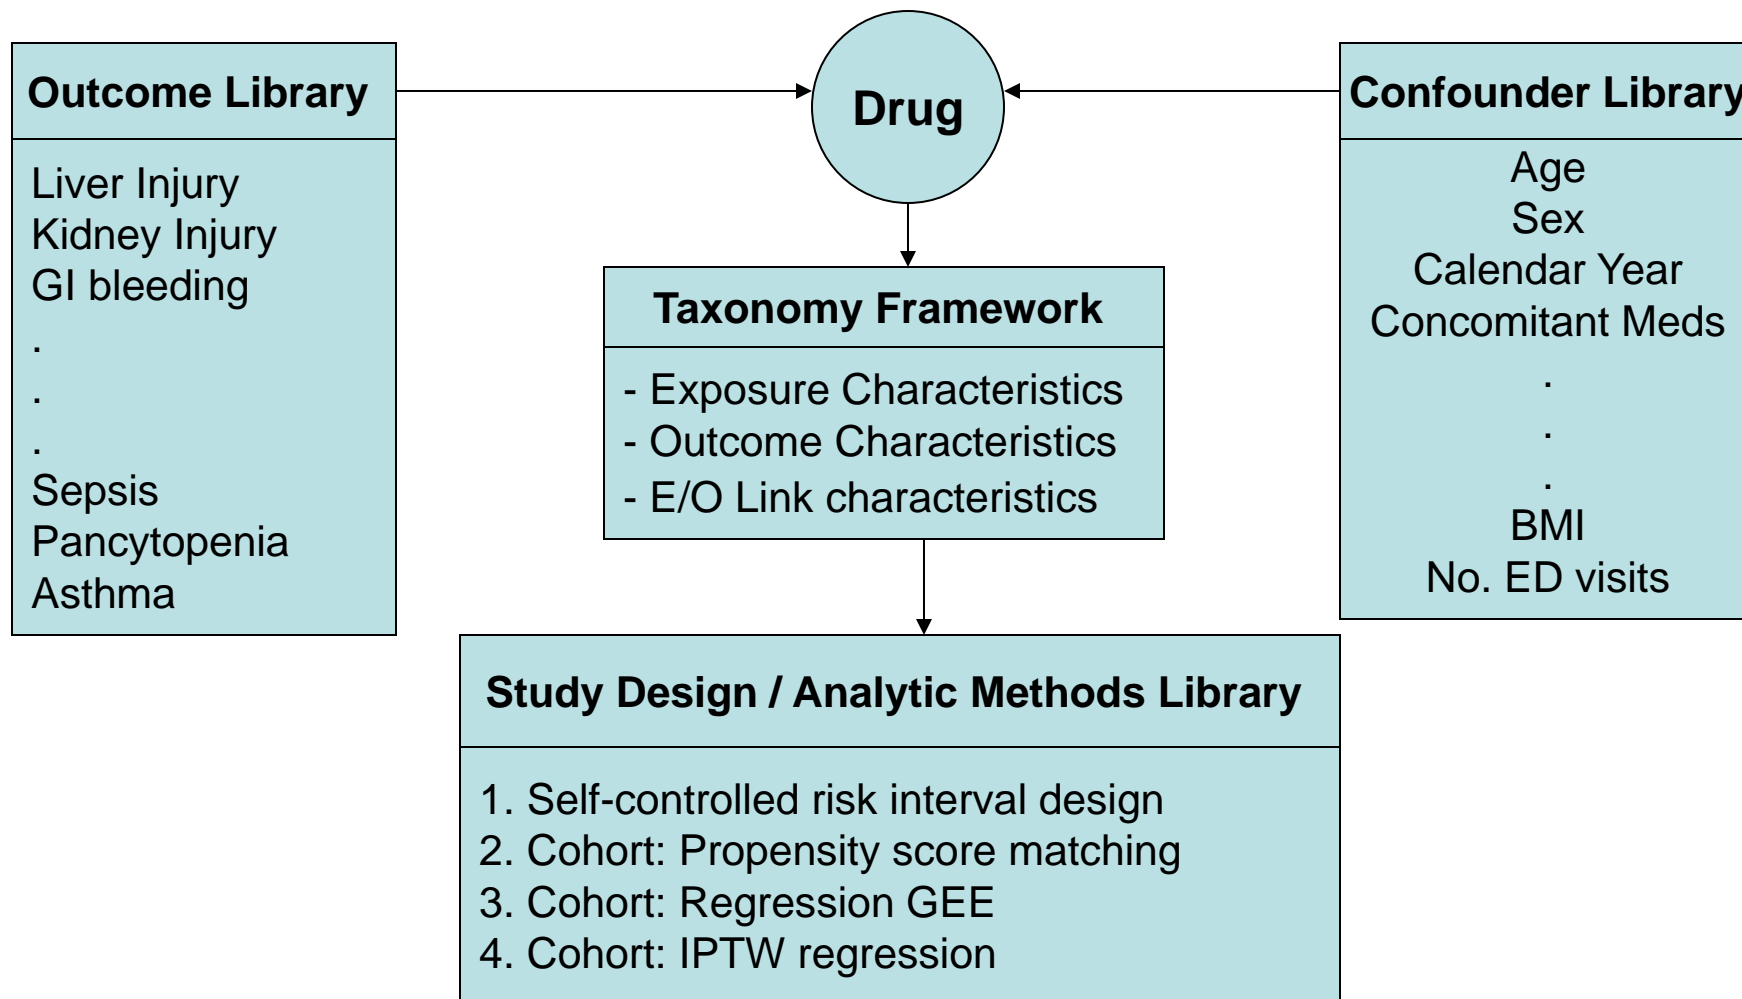 Outcome Library
Liver Injury
Kidney Injury
GI bleeding
.
.
.
Sepsis
Pancytopenia
Asthma
Drug
Confounder Library
Age
Sex
Calendar Year
Concomitant Meds
.
.
.
BMI
No. ED visits
Taxonomy Framework
- Exposure Characteristics
- Outcome Characteristics
- E/O Link characteristics
Study Design / Analytic Methods Library
1. Self-controlled risk interval design
2. Cohort: Propensity score matching
3. Cohort: Regression GEE
4. Cohort: IPTW regression